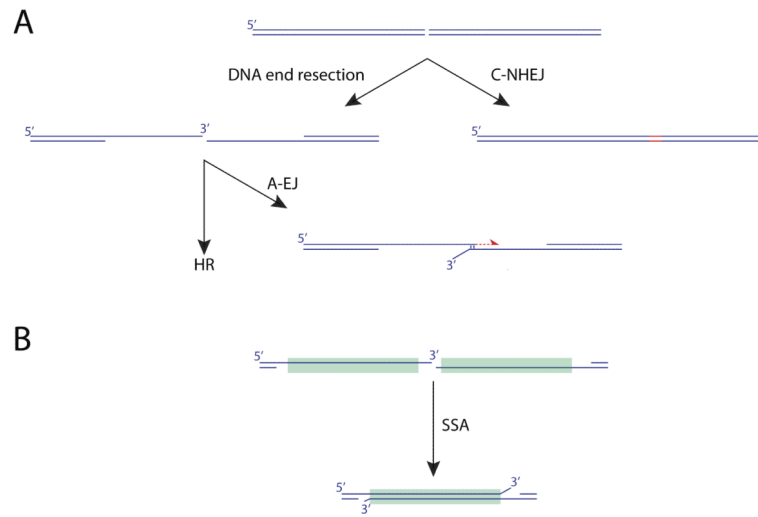 A
5′
DNA end resection
C-NHEJ
5′
3′
5′
A-EJ
5′
3′
HR
B
5′
3′
SSA
5′
3′
3′